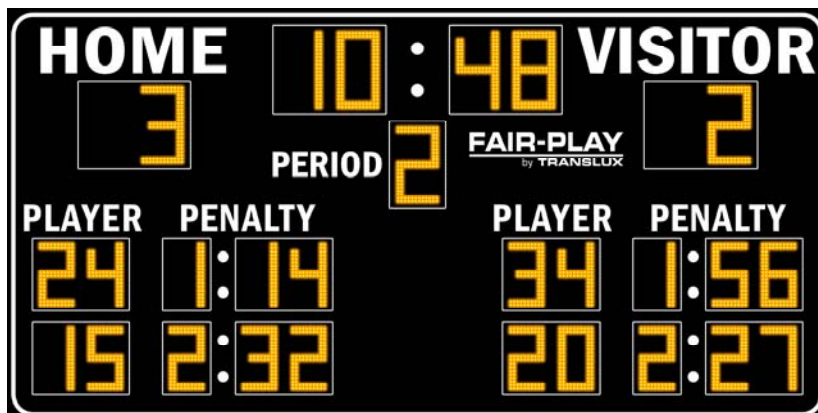 HOME 10:48 VISITOR
3 2
PERIOD 2 FAIR-PLAY
by TRANSLUX
PLAYER PENALTY PLAYER PENALTY
24 1:14 34 1:56
15 2:32 20 2:27